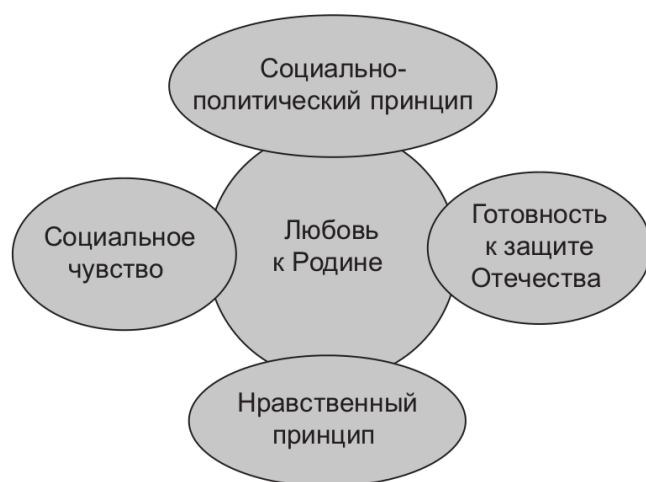 Социально-
политический принцип
Социальное
чувство
Любовь
к Родине
Готовность
к защите
Отечества
Нравственный
принцип